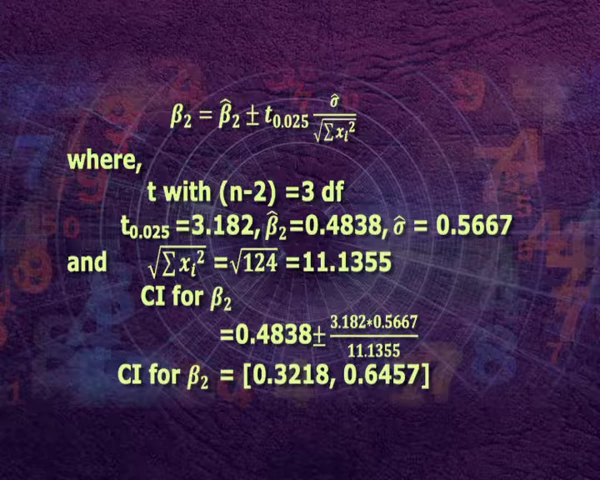 β₂ = β̂₂ ± t₀.₀₂₅ σ̂/√∑xᵢ²
where,
t with (n-2) =3 df
t₀.₀₂₅ =3.182, β̂₂=0.4838, σ̂ = 0.5667
and √∑xᵢ² =√124 =11.1355
CI for β₂
=0.4838± 3.182*0.5667/11.1355
CI for β₂ = [0.3218, 0.6457]